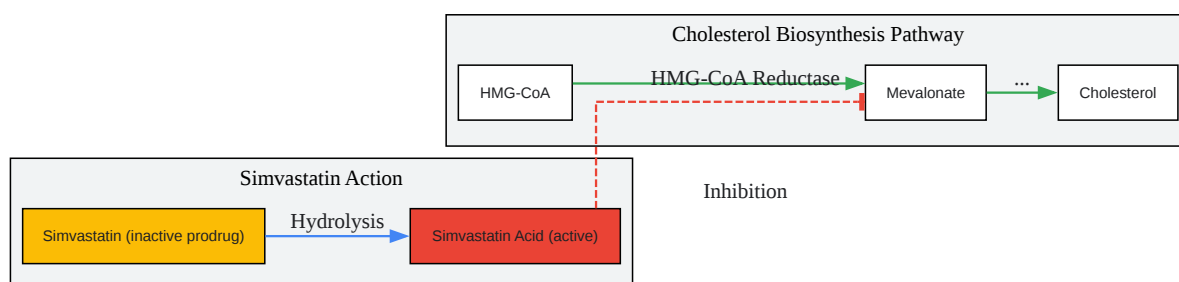 Cholesterol Biosynthesis Pathway
HMG-CoA
HMG-CoA Reductase
Mevalonate
...
Cholesterol
Simvastatin Action
Inhibition
Simvastatin (inactive prodrug)
Hydrolysis
Simvastatin Acid (active)